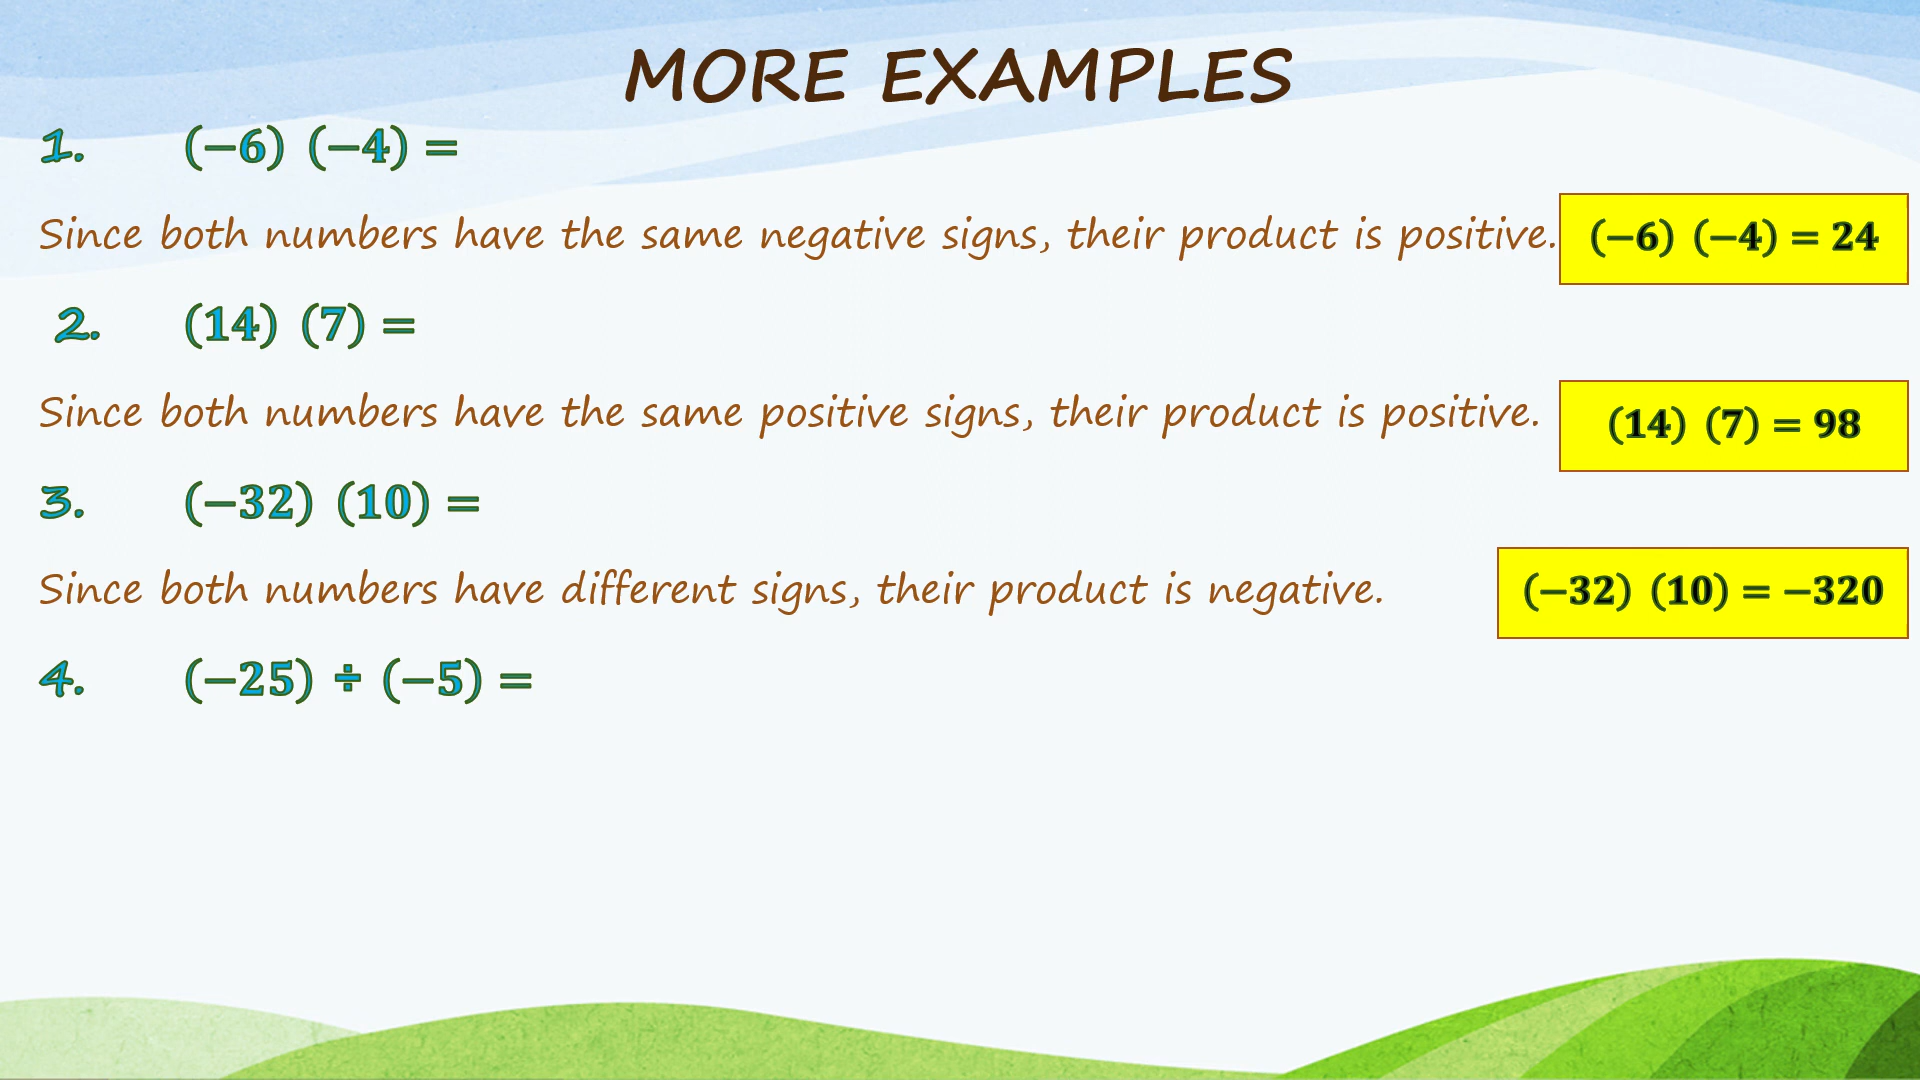 MORE EXAMPLES
1. (−6) (−4) =
Since both numbers have the same negative signs, their product is positive. (−6) (−4) = 24
2. (14) (7) =
Since both numbers have the same positive signs, their product is positive. (14) (7) = 98
3. (−32) (10) =
Since both numbers have different signs, their product is negative. (−32) (10) = −320
4. (−25) ÷ (−5) =